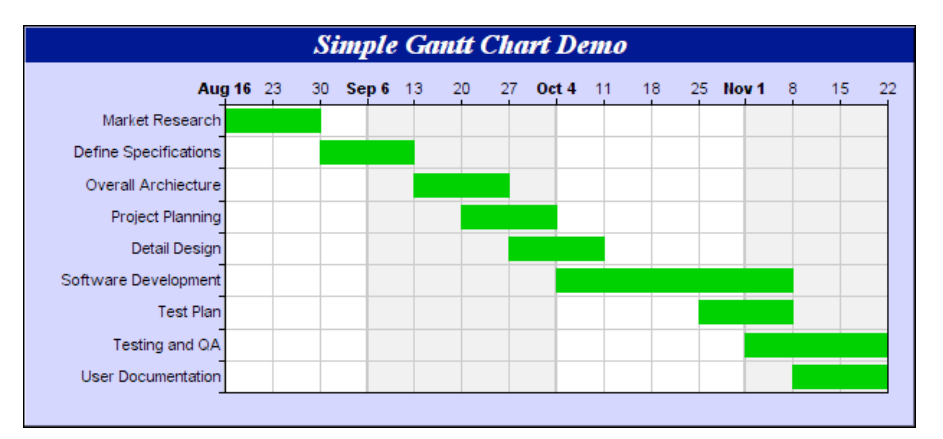 Simple Gantt Chart Demo
Aug 16 23 30 Sep 6 13 20 27 Oct 4 11 18 25 Nov 1 8 15 22
Market Research
Define Specifications
Overall Archiecture
Project Planning
Detail Design
Software Development
Test Plan
Testing and QA
User Documentation